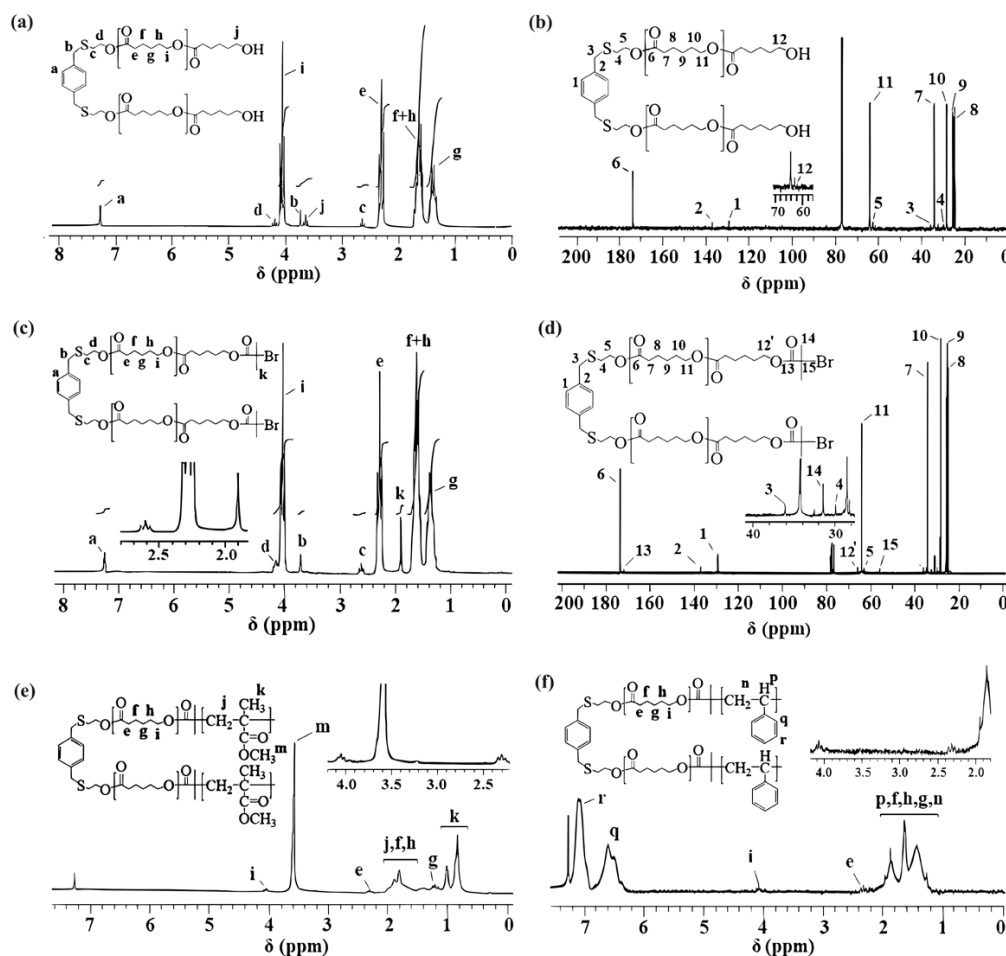 (a)
b
S
c
d
O
O
f
h
e
g
i
O
O
j
OH
a
S
O
O
O
O
OH
a
d
i
b
j
c
e
f+h
g
8 7 6 5 4 3 2 1 0
δ (ppm)
(b)
3
S
4
5
O
O
6
8
10
7
9
11
O
O
12
OH
1
2
S
O
O
O
O
OH
6
2
1
70 60
12
11
5
3
7
4
10
9
8
200 180 160 140 120 100 80 60 40 20 0
δ (ppm)
(c)
b
S
c
d
O
O
f
h
e
g
i
O
O
O
Br
k
a
S
O
O
O
O
O
Br
2.5 2.0
a
d
i
b
c
e
k
f+h
g
8 7 6 5 4 3 2 1 0
δ (ppm)
(d)
3
S
4
5
O
O
6
8
10
7
9
11
O
O
12'
O
14
13
15
Br
1
2
S
O
O
O
O
O
Br
40 30
3
14
4
6
13
2
1
12'
5
15
11
7
10
9
8
200 180 160 140 120 100 80 60 40 20 0
δ (ppm)
(e)
S
O
O
f
h
e
g
i
O
O
j
k
CH₂
CH₃
C
C=O
OCH₃
m
S
O
O
O
O
CH₂
CH₃
C
C=O
OCH₃
4.0 3.5 3.0 2.5
m
i
e
j,f,h
g
k
7 6 5 4 3 2 1 0
δ (ppm)
(f)
S
O
O
f
h
e
g
i
O
O
n
p
CH₂
H
C
q
r
S
O
O
O
O
CH₂
H
C
4.0 3.0 2.0
r
q
i
e
p,f,h,g,n
7 6 5 4 3 2 1 0
δ (ppm)